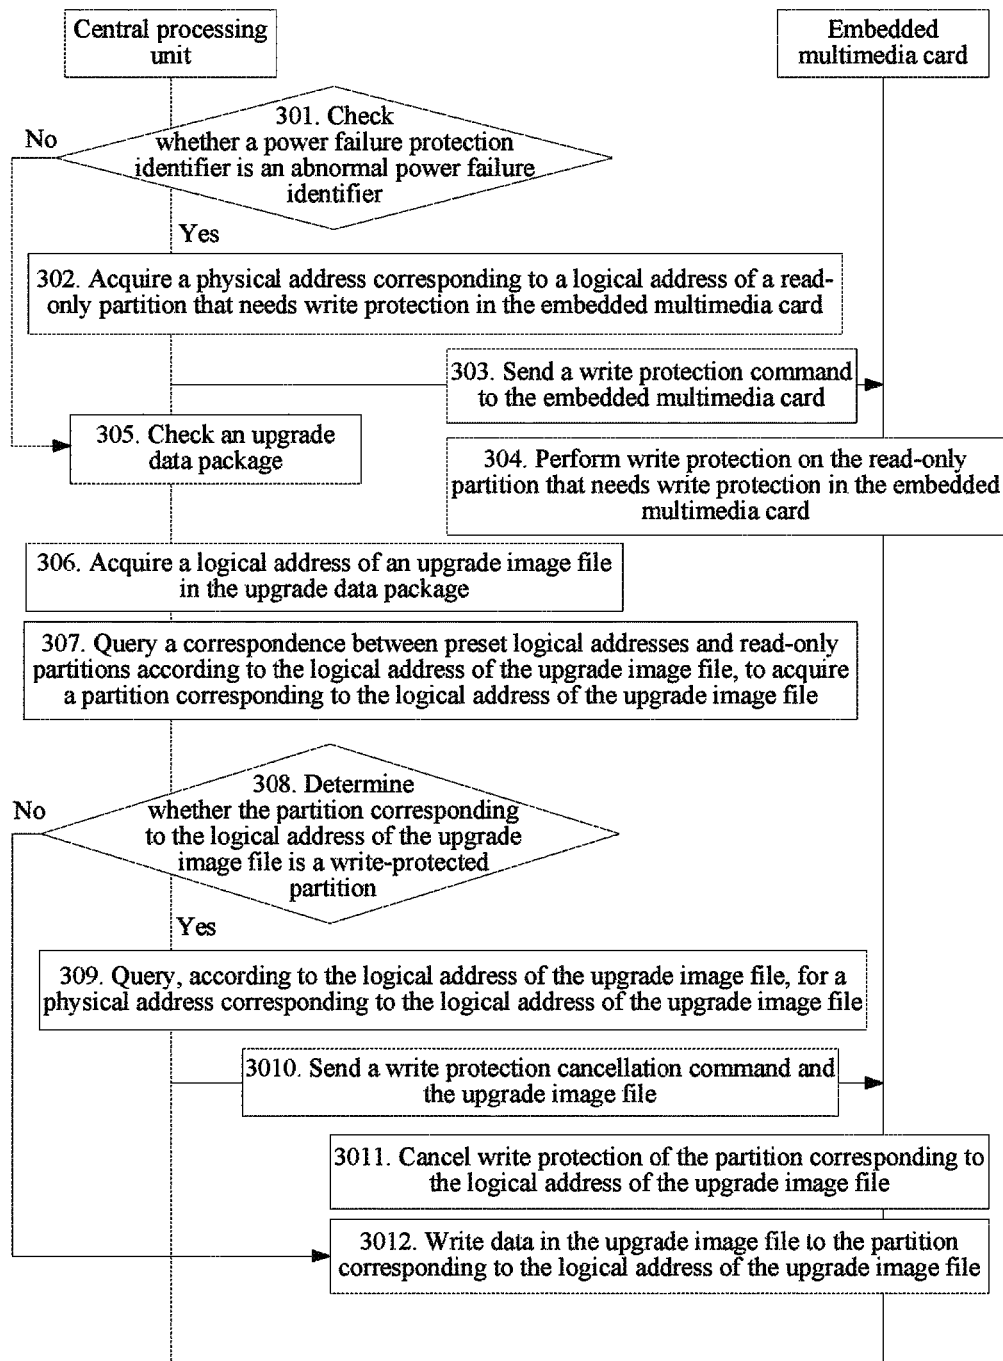 Central processing
unit
Embedded
multimedia card
301. Check
whether a power failure protection
identifier is an abnormal power failure
identifier
No
Yes
302. Acquire a physical address corresponding to a logical address of a read-
only partition that needs write protection in the embedded multimedia card
303. Send a write protection command
to the embedded multimedia card
305. Check an upgrade
data package
304. Perform write protection on the read-only
partition that needs write protection in the embedded
multimedia card
306. Acquire a logical address of an upgrade image file
in the upgrade data package
307. Query a correspondence between preset logical addresses and read-only
partitions according to the logical address of the upgrade image file, to acquire
a partition corresponding to the logical address of the upgrade image file
308. Determine
whether the partition corresponding
to the logical address of the upgrade
image file is a write-protected
partition
No
Yes
309. Query, according to the logical address of the upgrade image file, for a
physical address corresponding to the logical address of the upgrade image file
3010. Send a write protection cancellation command and
the upgrade image file
3011. Cancel write protection of the partition corresponding to
the logical address of the upgrade image file
3012. Write data in the upgrade image file to the partition
corresponding to the logical address of the upgrade image file